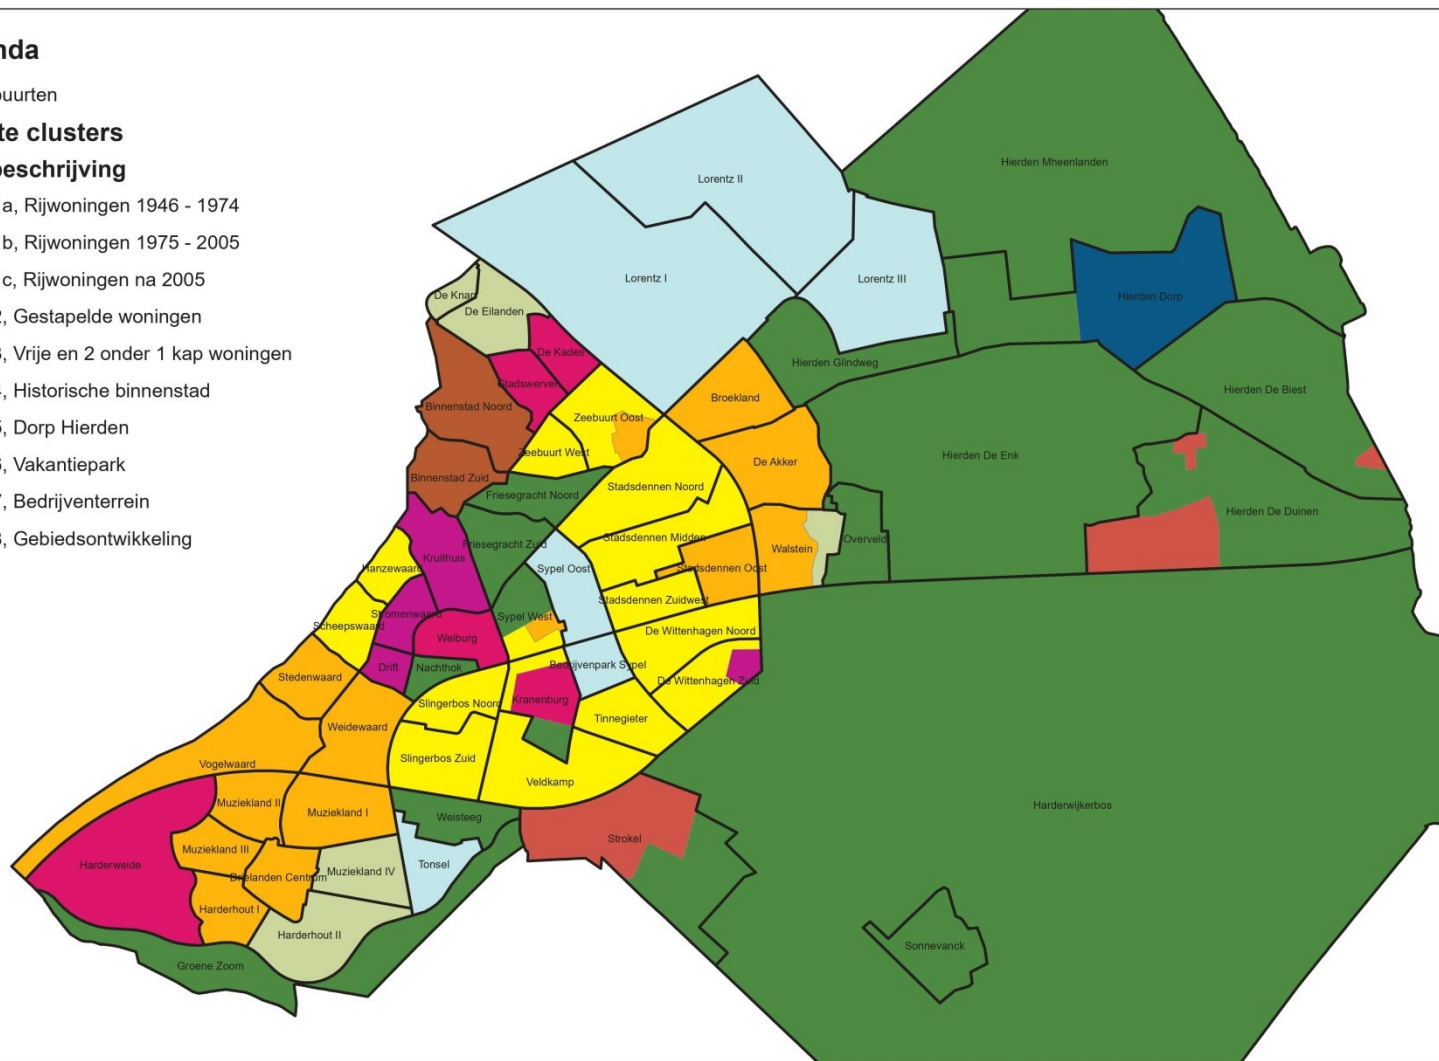 nda
buurten
te clusters
beschrijving
a, Rijwoningen 1946 - 1974
b, Rijwoningen 1975 - 2005
c, Rijwoningen na 2005
, Gestapelde woningen
, Vrije en 2 onder 1 kap woningen
, Historische binnenstad
, Dorp Hierden
, Vakantiepark
, Bedrijventerrein
, Gebiedsontwikkeling
Hierden Mheenlanden
Lorentz II
Lorentz I
Lorentz III
Hierden Dorp
De Knar
De Eilanden
De Kades
Stadswerven
Hierden Glindweg
Hierden De Biest
Broekland
Binnenstad Noord
Zeebuurt Oost
Zeebuurt West
Hierden De Enk
De Akker
Binnenstad Zuid
Stadsdennen Noord
Friesegracht Noord
Hierden De Duinen
Stadsdennen Midden
Overveld
Friesegracht Zuid
Walstein
Kruithuis
Hanzewaard
Sypel Oost
Stadsdennen Oost
Stadsdennen Zuidwest
Stromenwaard
Sypel West
Scheepswaard
De Wittenhagen Noord
Weiburg
Bedrijvenpark Sypel
Drift
Nachthok
Stedenwaard
De Wittenhagen Zuid
Kranenburg
Slingerbos Noord
Tinnegieter
Weidewaard
Slingerbos Zuid
Vogelwaard
Veldkamp
Muziekland II
Harderwijkerbos
Muziekland I
Weisteeg
Strokel
Muziekland III
Harderweide
Tonsel
Muziekland IV
Drielanden Centrum
Harderhout I
Harderhout II
Sonnevanck
Groene Zoom